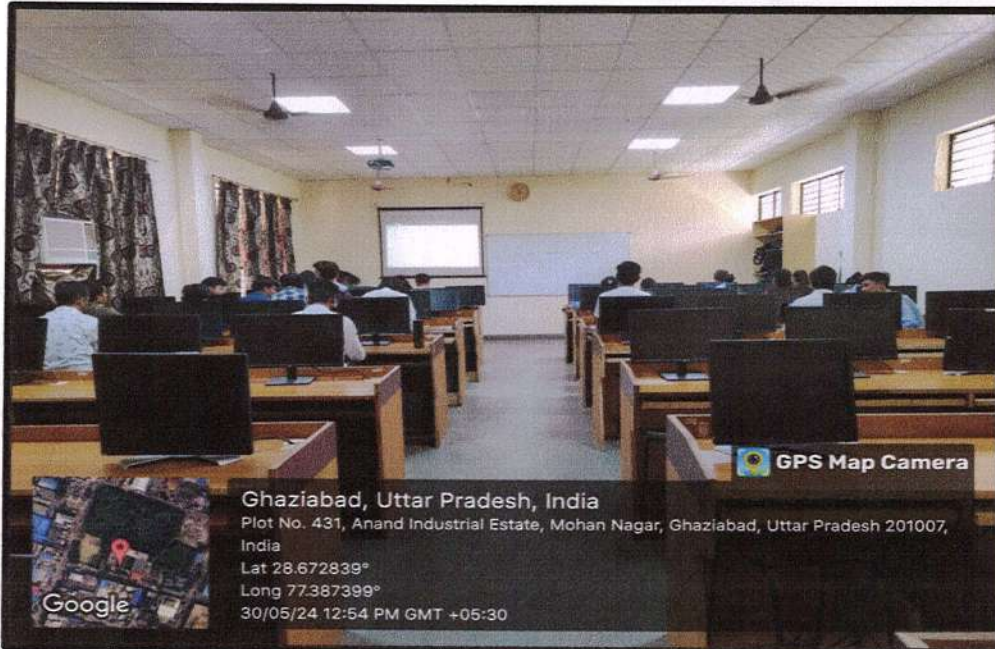 GPS Map Camera
Ghaziabad, Uttar Pradesh, India
Plot No. 431, Anand Industrial Estate, Mohan Nagar, Ghaziabad, Uttar Pradesh 201007,
India
Lat 28.672839°
Long 77.387399°
30/05/24 12:54 PM GMT +05:30
Google